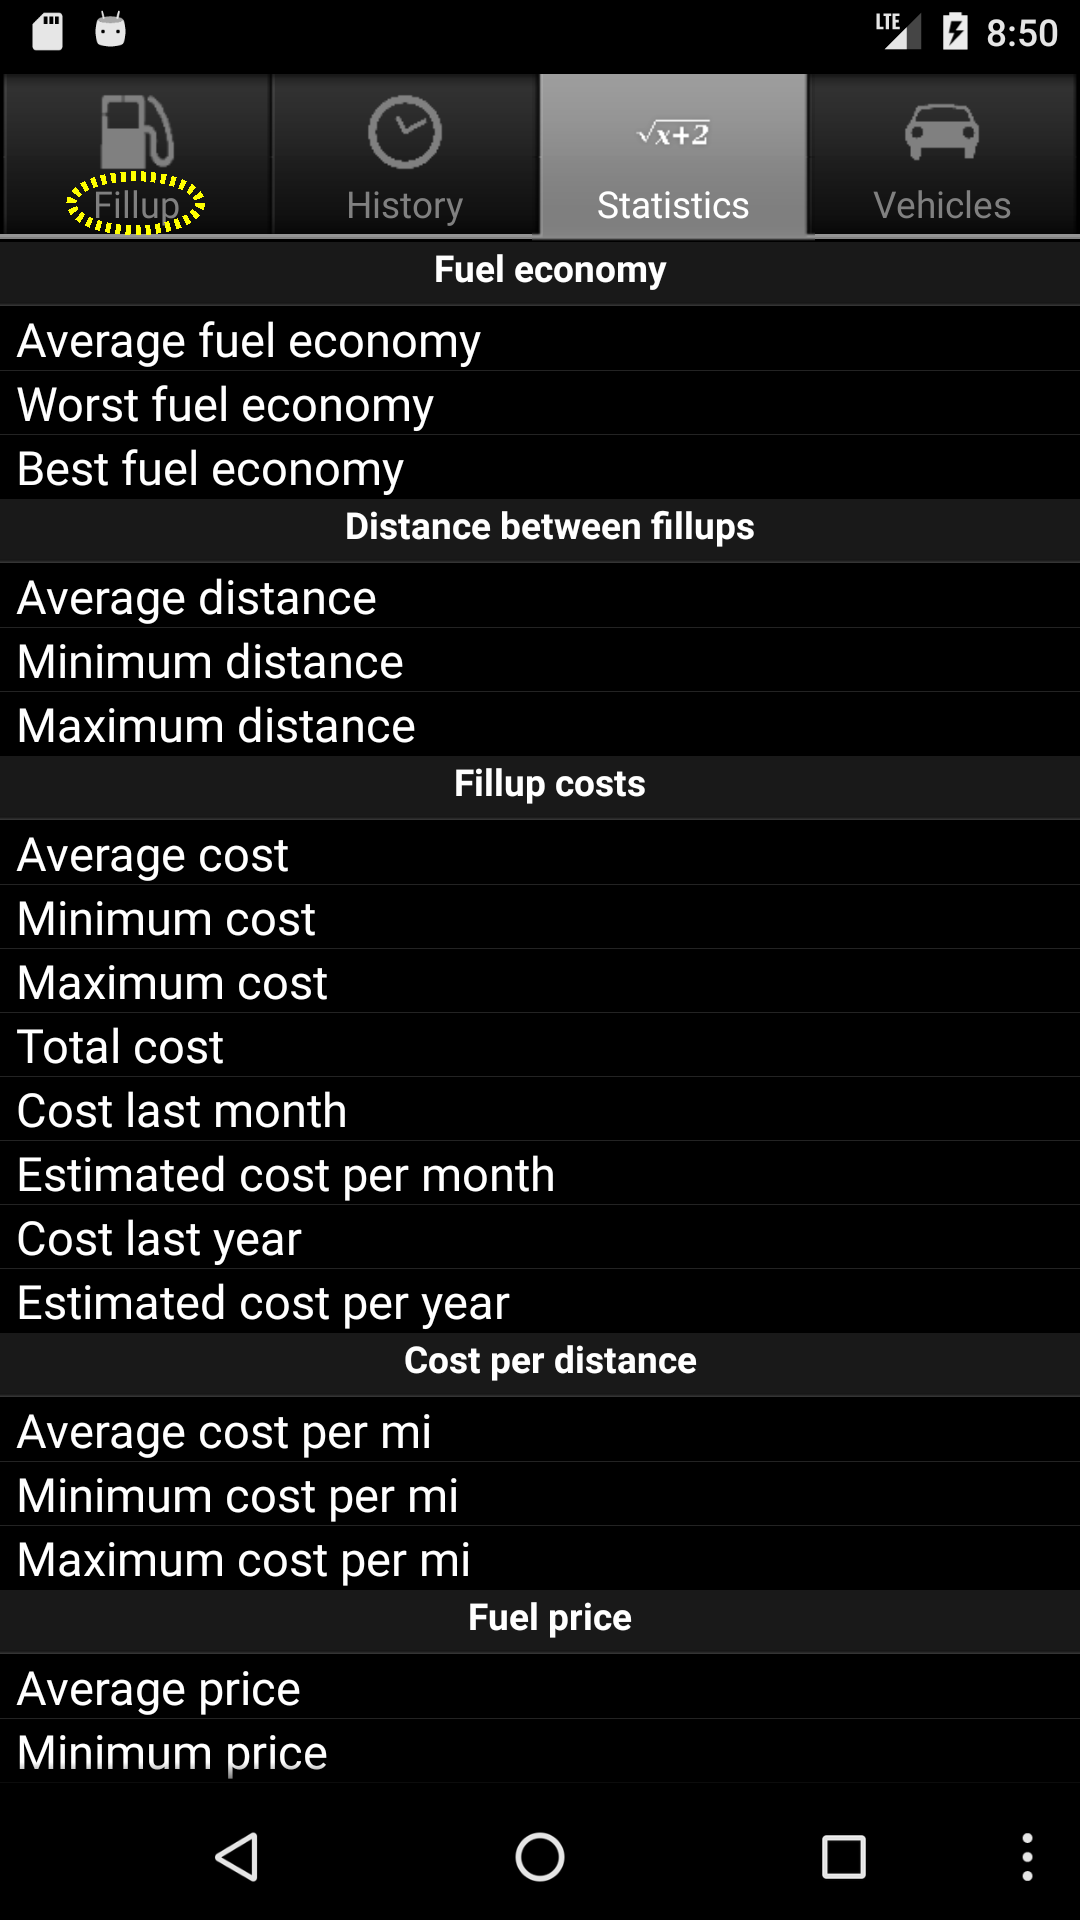 LTE 8:50
√x+2
Fillup History Statistics Vehicles
Fuel economy
Average fuel economy
Worst fuel economy
Best fuel economy
Distance between fillups
Average distance
Minimum distance
Maximum distance
Fillup costs
Average cost
Minimum cost
Maximum cost
Total cost
Cost last month
Estimated cost per month
Cost last year
Estimated cost per year
Cost per distance
Average cost per mi
Minimum cost per mi
Maximum cost per mi
Fuel price
Average price
Minimum price